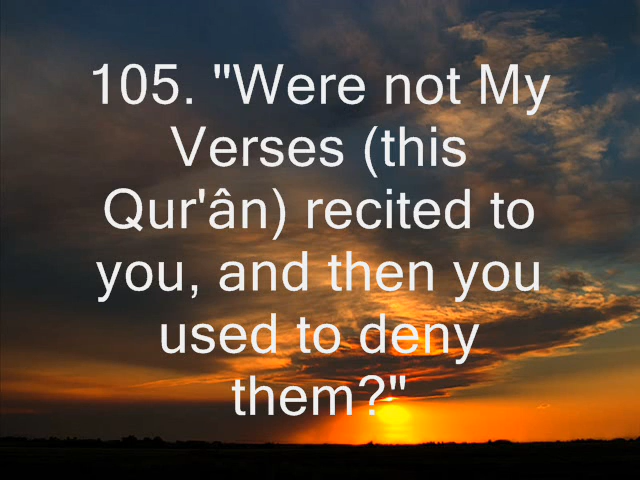 105. "Were not My
Verses (this
Qur'ân) recited to
you, and then you
used to deny
them?"